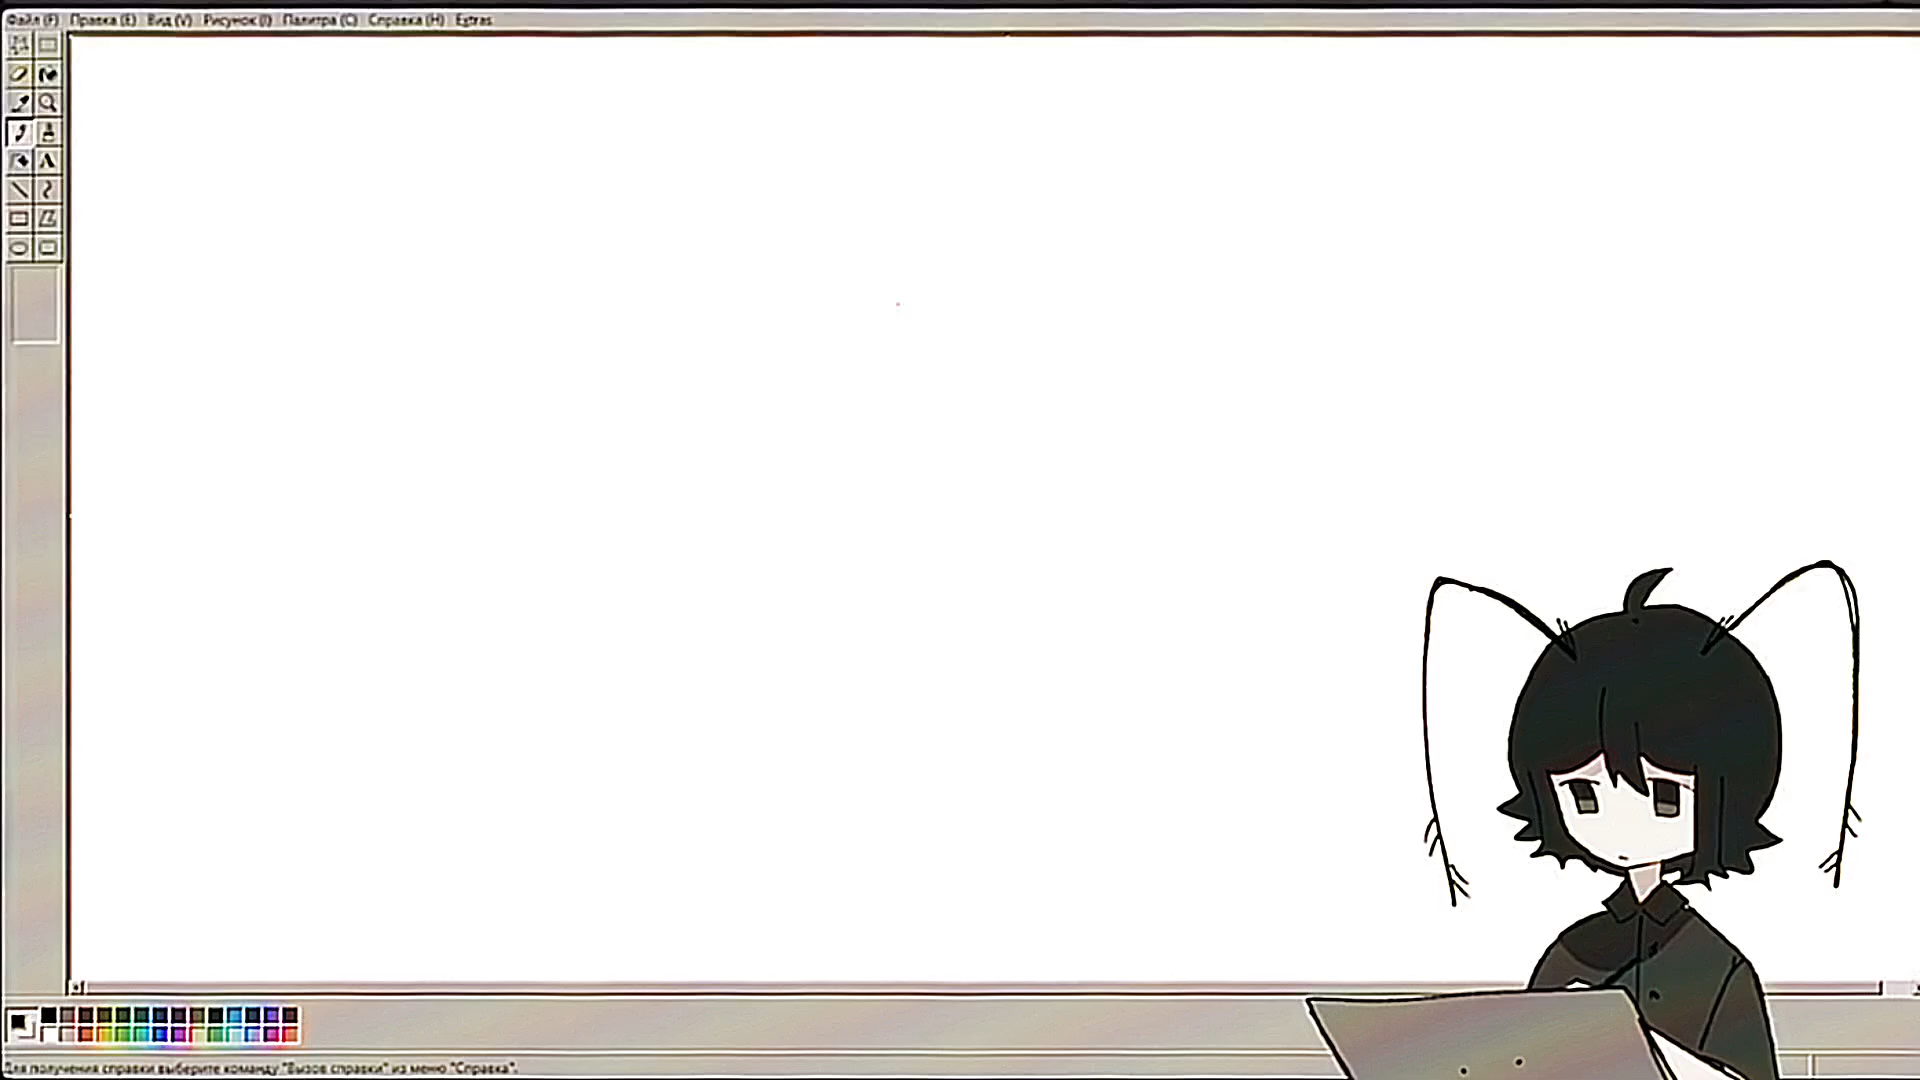 Файл (F) Правка (E) Вид (V) Рисунок (I) Палитра (C) Справка (H) Extras
Для получения справки выберите команду "Вызов справки" из меню "Справка".